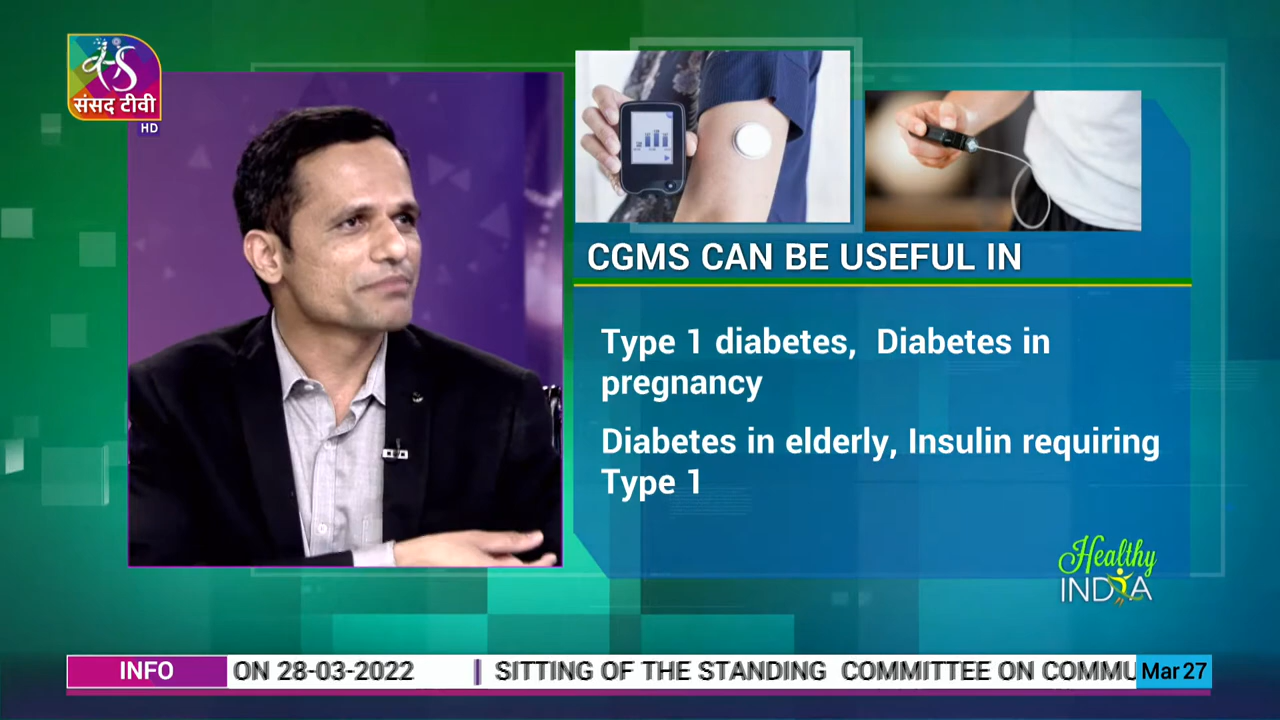 संसद टीवी
HD
CGMS CAN BE USEFUL IN
Type 1 diabetes, Diabetes in
pregnancy
Diabetes in elderly, Insulin requiring
Type 1
Healthy
INDIA
INFO
ON 28-03-2022 | SITTING OF THE STANDING COMMITTEE ON COMMU
Mar 27